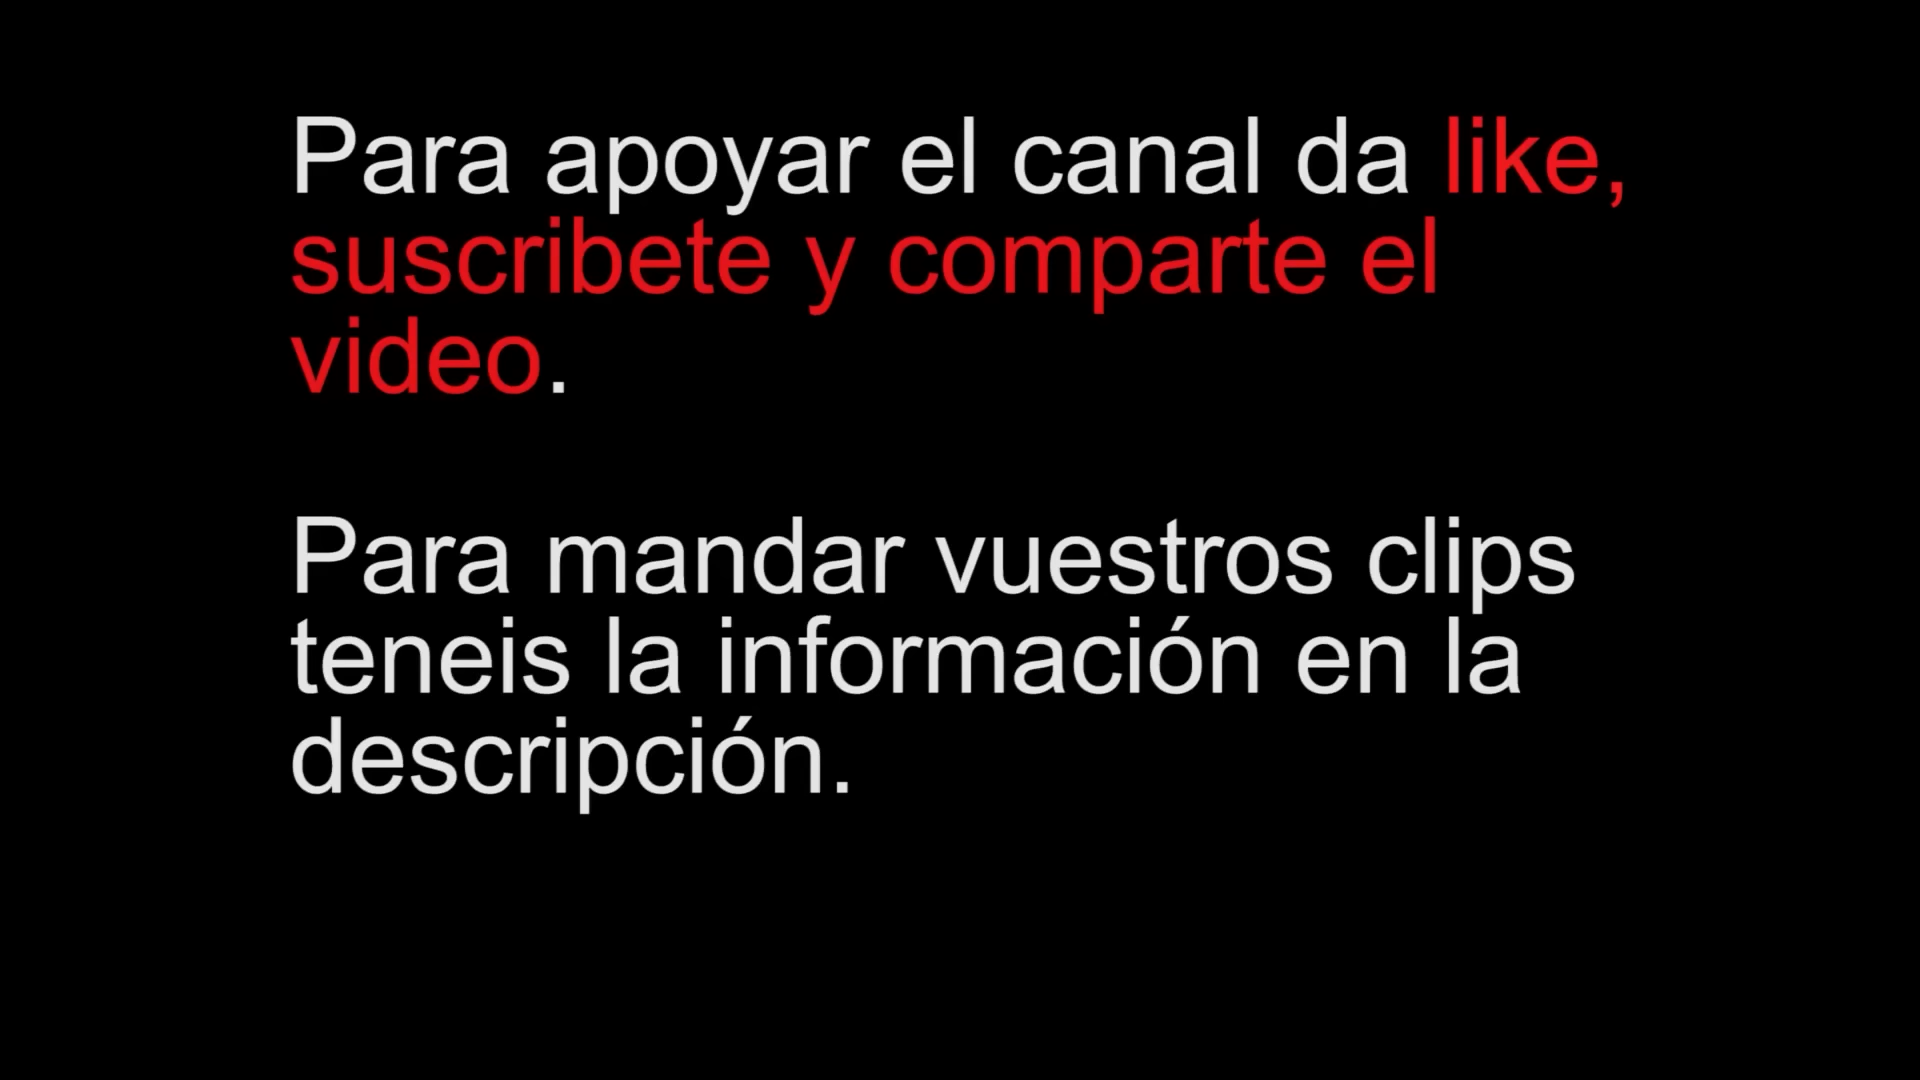 Para apoyar el canal da like,
suscribete y comparte el
video.
Para mandar vuestros clips
teneis la información en la
descripción.